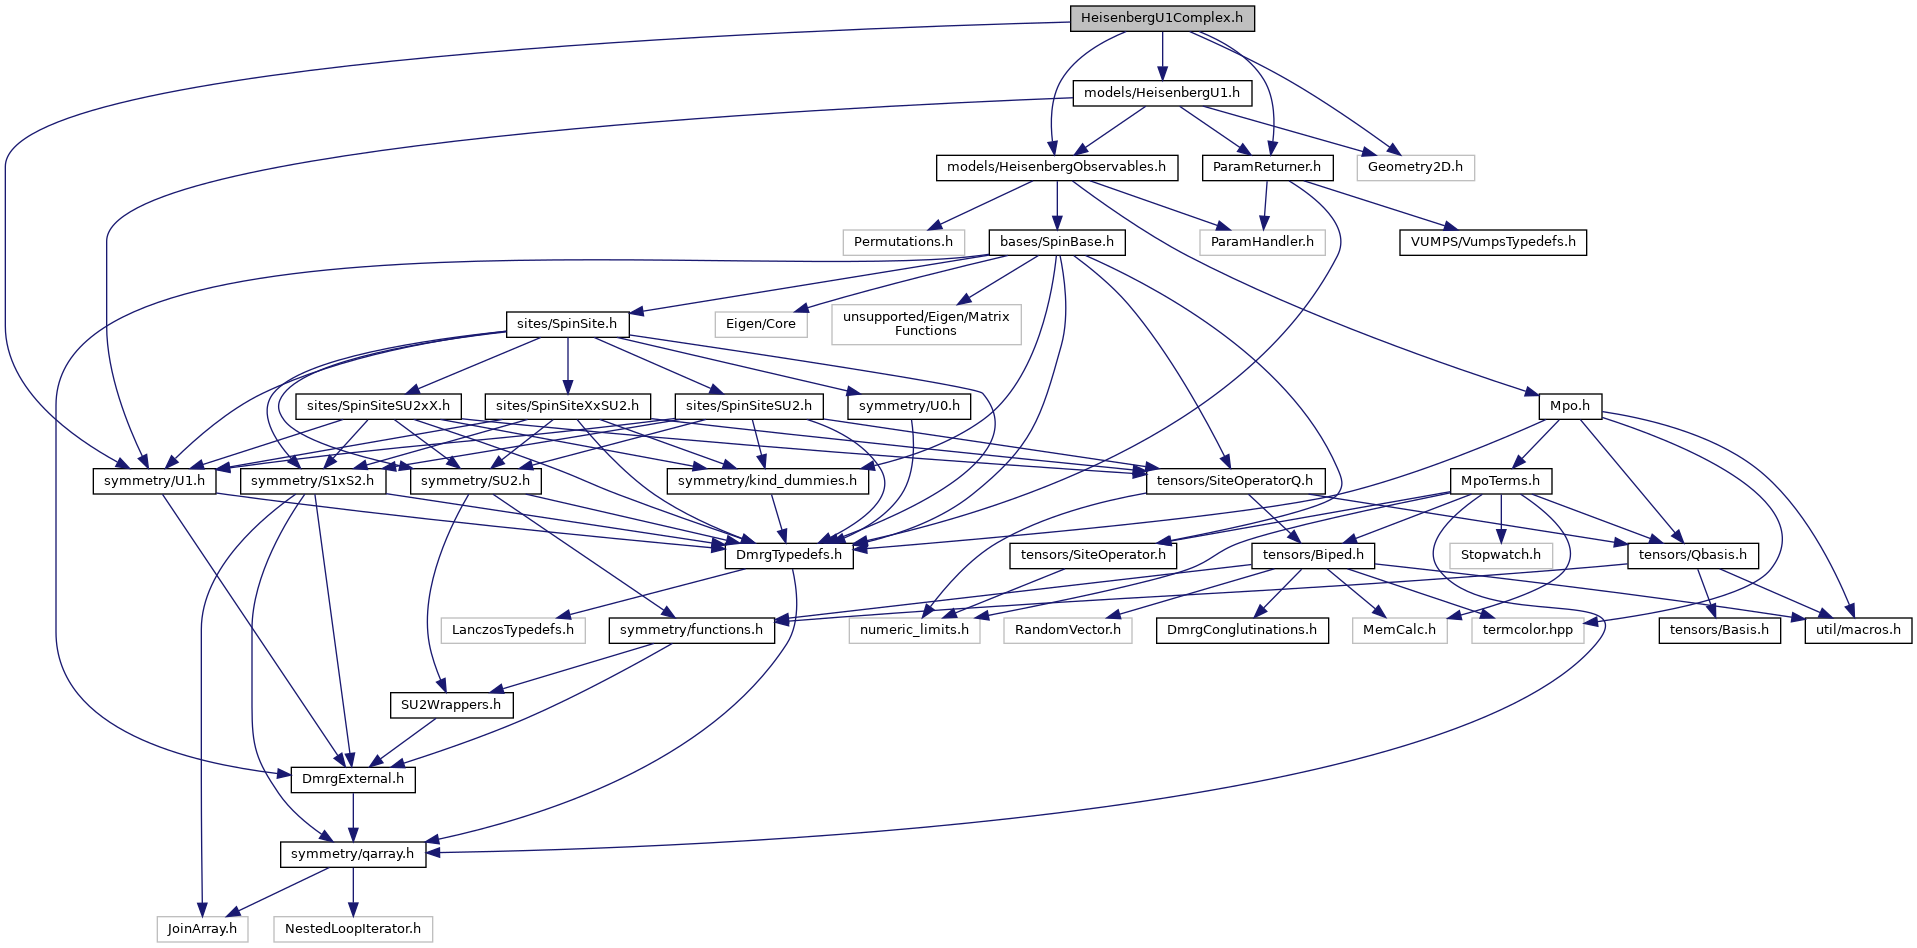 HeisenbergU1Complex.h
models/HeisenbergU1.h
models/HeisenbergObservables.h
ParamReturner.h
Geometry2D.h
Permutations.h
bases/SpinBase.h
ParamHandler.h
VUMPS/VumpsTypedefs.h
sites/SpinSite.h
Eigen/Core
unsupported/Eigen/Matrix
Functions
sites/SpinSiteSU2xX.h
sites/SpinSiteXxSU2.h
sites/SpinSiteSU2.h
symmetry/U0.h
Mpo.h
symmetry/U1.h
symmetry/S1xS2.h
symmetry/SU2.h
symmetry/kind_dummies.h
tensors/SiteOperatorQ.h
MpoTerms.h
DmrgTypedefs.h
tensors/SiteOperator.h
tensors/Biped.h
Stopwatch.h
tensors/Qbasis.h
LanczosTypedefs.h
symmetry/functions.h
numeric_limits.h
RandomVector.h
DmrgConglutinations.h
MemCalc.h
termcolor.hpp
tensors/Basis.h
util/macros.h
SU2Wrappers.h
DmrgExternal.h
symmetry/qarray.h
JoinArray.h
NestedLoopIterator.h